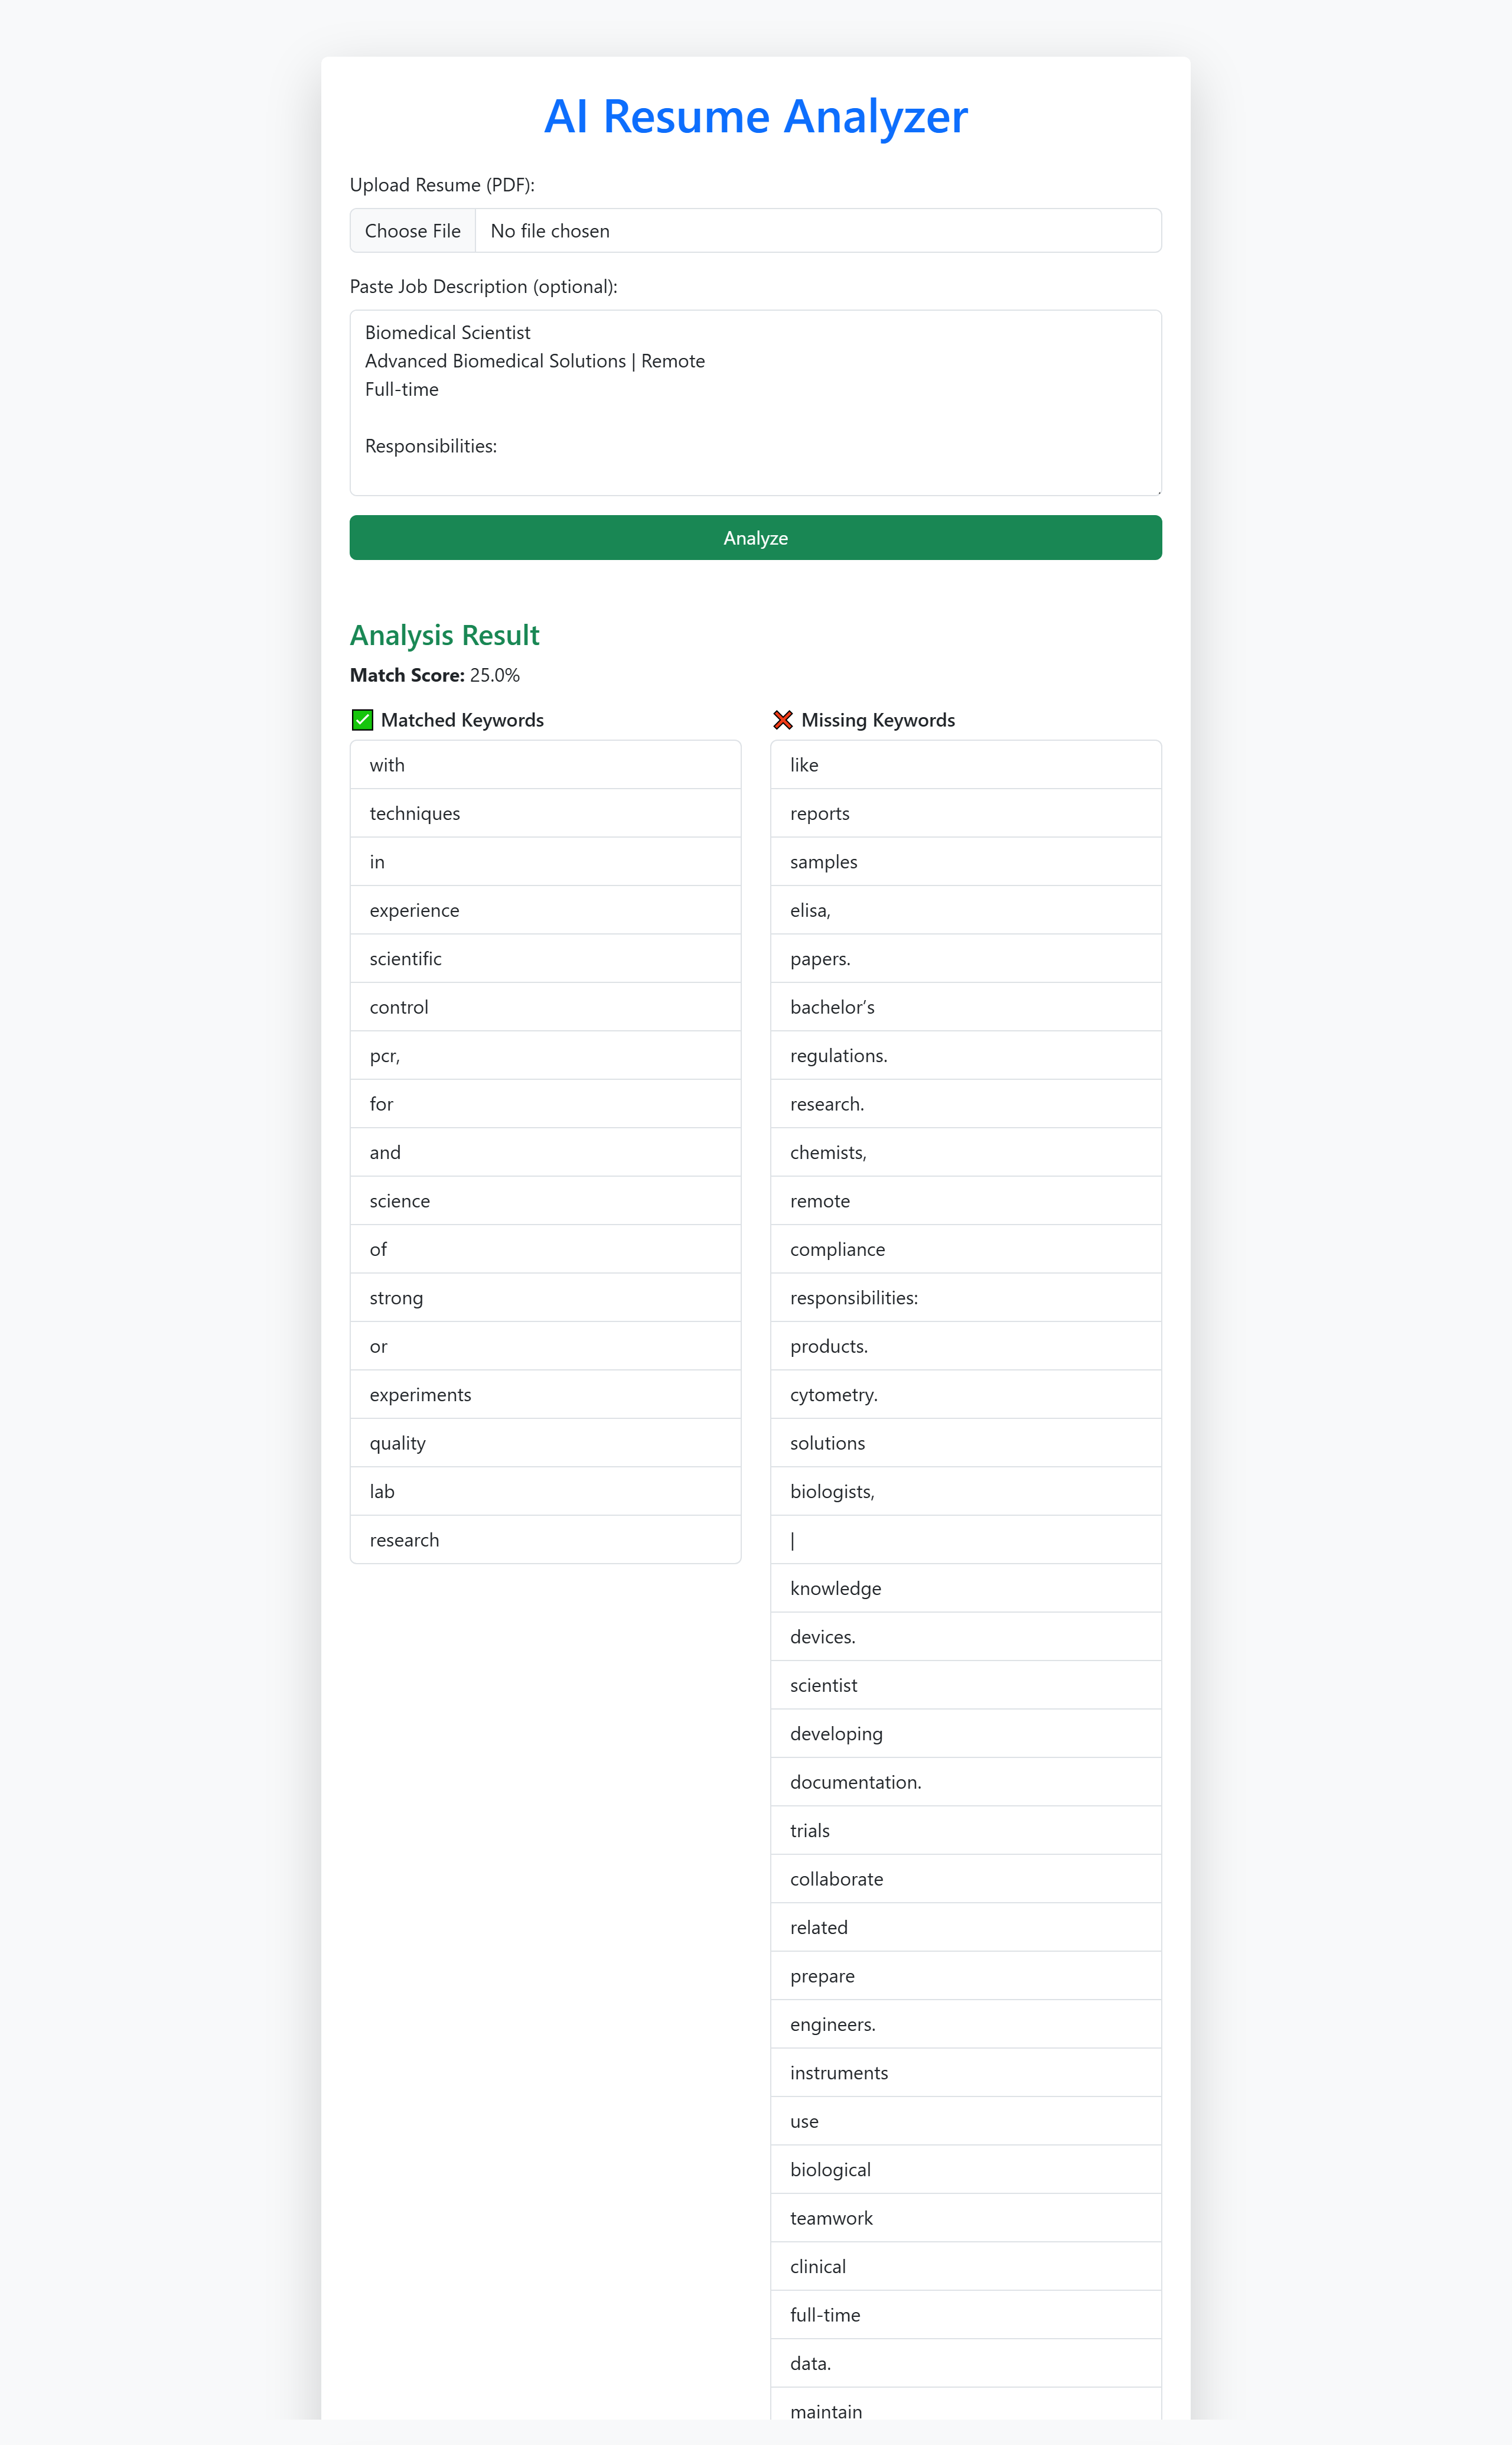 AI Resume Analyzer
Upload Resume (PDF):
Choose File No file chosen
Paste Job Description (optional):
Biomedical Scientist
Advanced Biomedical Solutions | Remote
Full-time
Responsibilities:
Analyze
Analysis Result
Match Score: 25.0%
✅ Matched Keywords
with
techniques
in
experience
scientific
control
pcr,
for
and
science
of
strong
or
experiments
quality
lab
research
❌ Missing Keywords
like
reports
samples
elisa,
papers.
bachelor’s
regulations.
research.
chemists,
remote
compliance
responsibilities:
products.
cytometry.
solutions
biologists,
|
knowledge
devices.
scientist
developing
documentation.
trials
collaborate
related
prepare
engineers.
instruments
use
biological
teamwork
clinical
full-time
data.
maintain